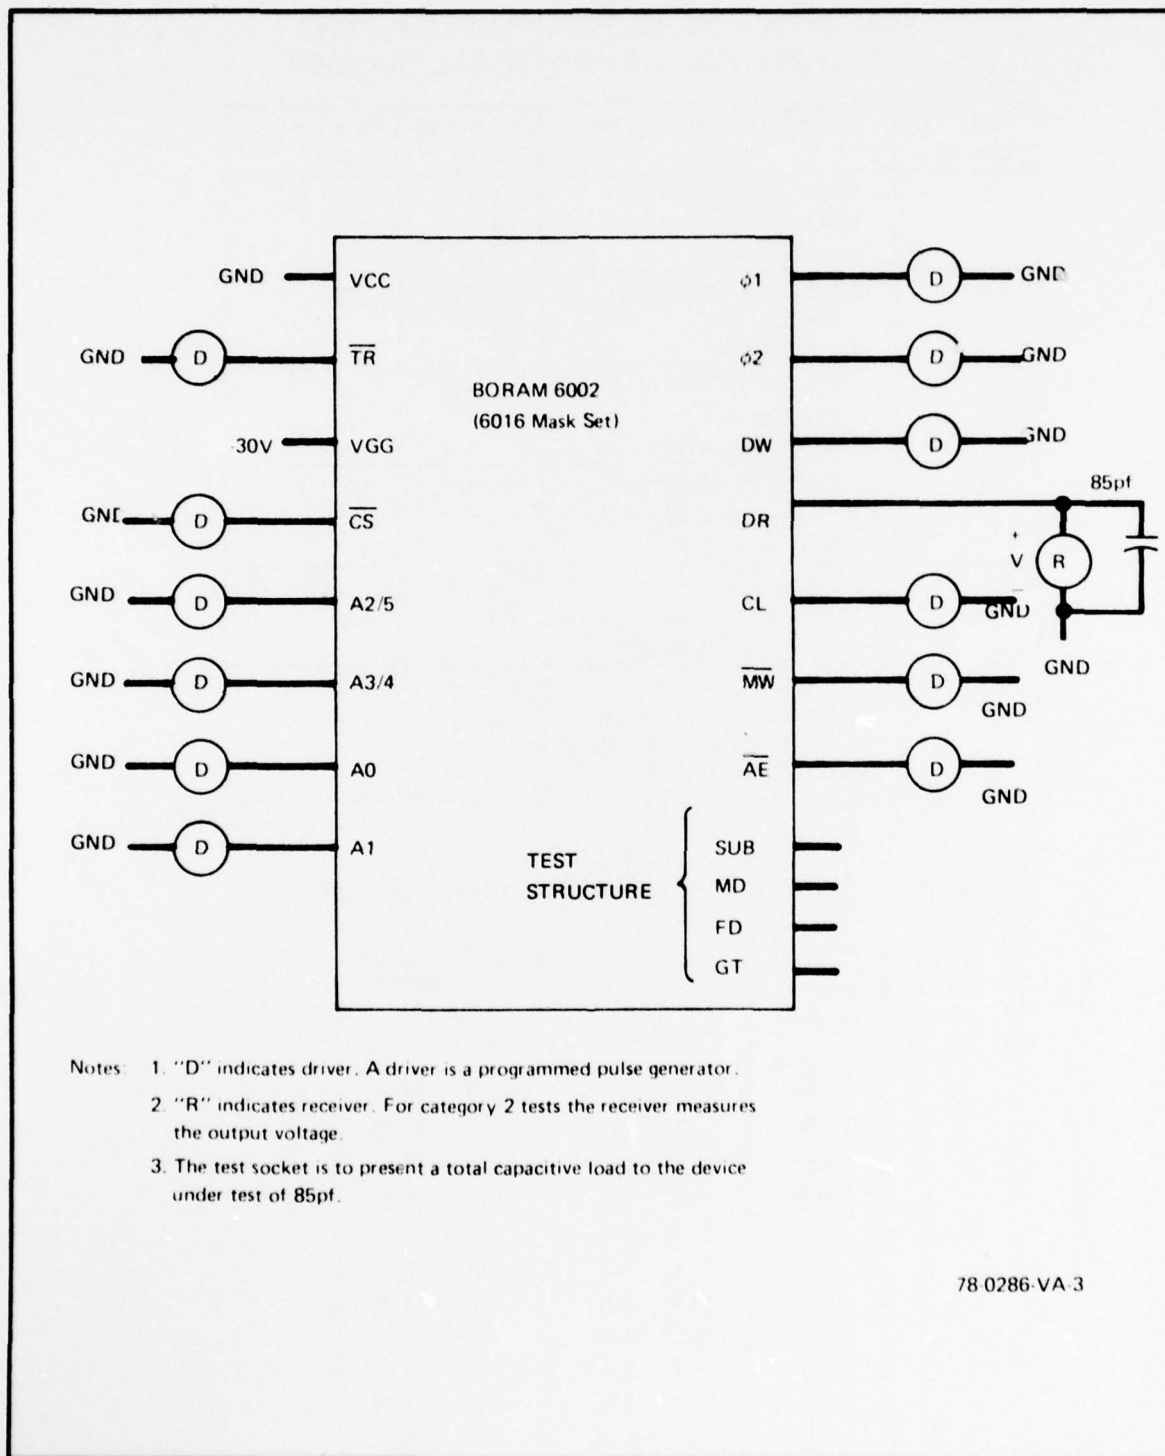 GND VCC φ1 D GND
GND D T̅R̅ φ2 D GND
BORAM 6002
(6016 Mask Set)
-30V VGG DW D GND
85pf
GND D C̅S̅ DR
+
V R
-
GND D A2/5 CL D GND
GND
GND D A3/4 M̅W̅ D
GND
GND D A0 A̅E̅ D
GND
GND D A1
TEST
STRUCTURE
SUB
MD
FD
GT
Notes: 1. "D" indicates driver. A driver is a programmed pulse generator.
2. "R" indicates receiver. For category 2 tests the receiver measures
the output voltage.
3. The test socket is to present a total capacitive load to the device
under test of 85pf.
78-0286-VA-3